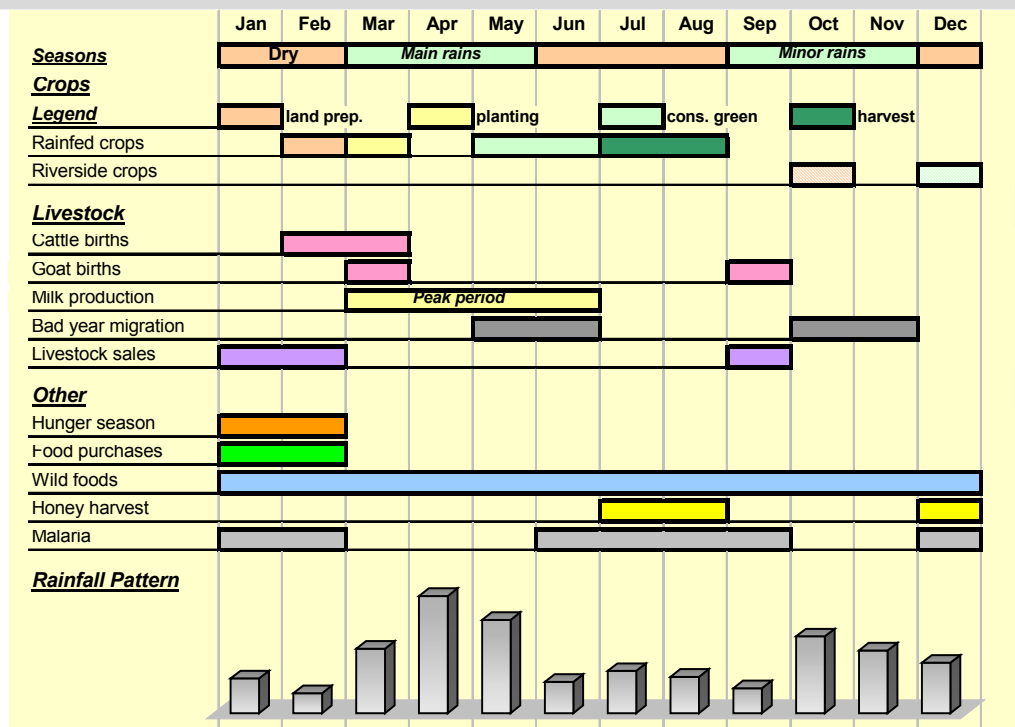 Jan Feb Mar Apr May Jun Jul Aug Sep Oct Nov Dec
Seasons Dry Main rains Minor rains
Crops
Legend land prep. planting cons. green harvest
Rainfed crops
Riverside crops
Livestock
Cattle births
Goat births
Milk production Peak period
Bad year migration
Livestock sales
Other
Hunger season
Food purchases
Wild foods
Honey harvest
Malaria
Rainfall Pattern